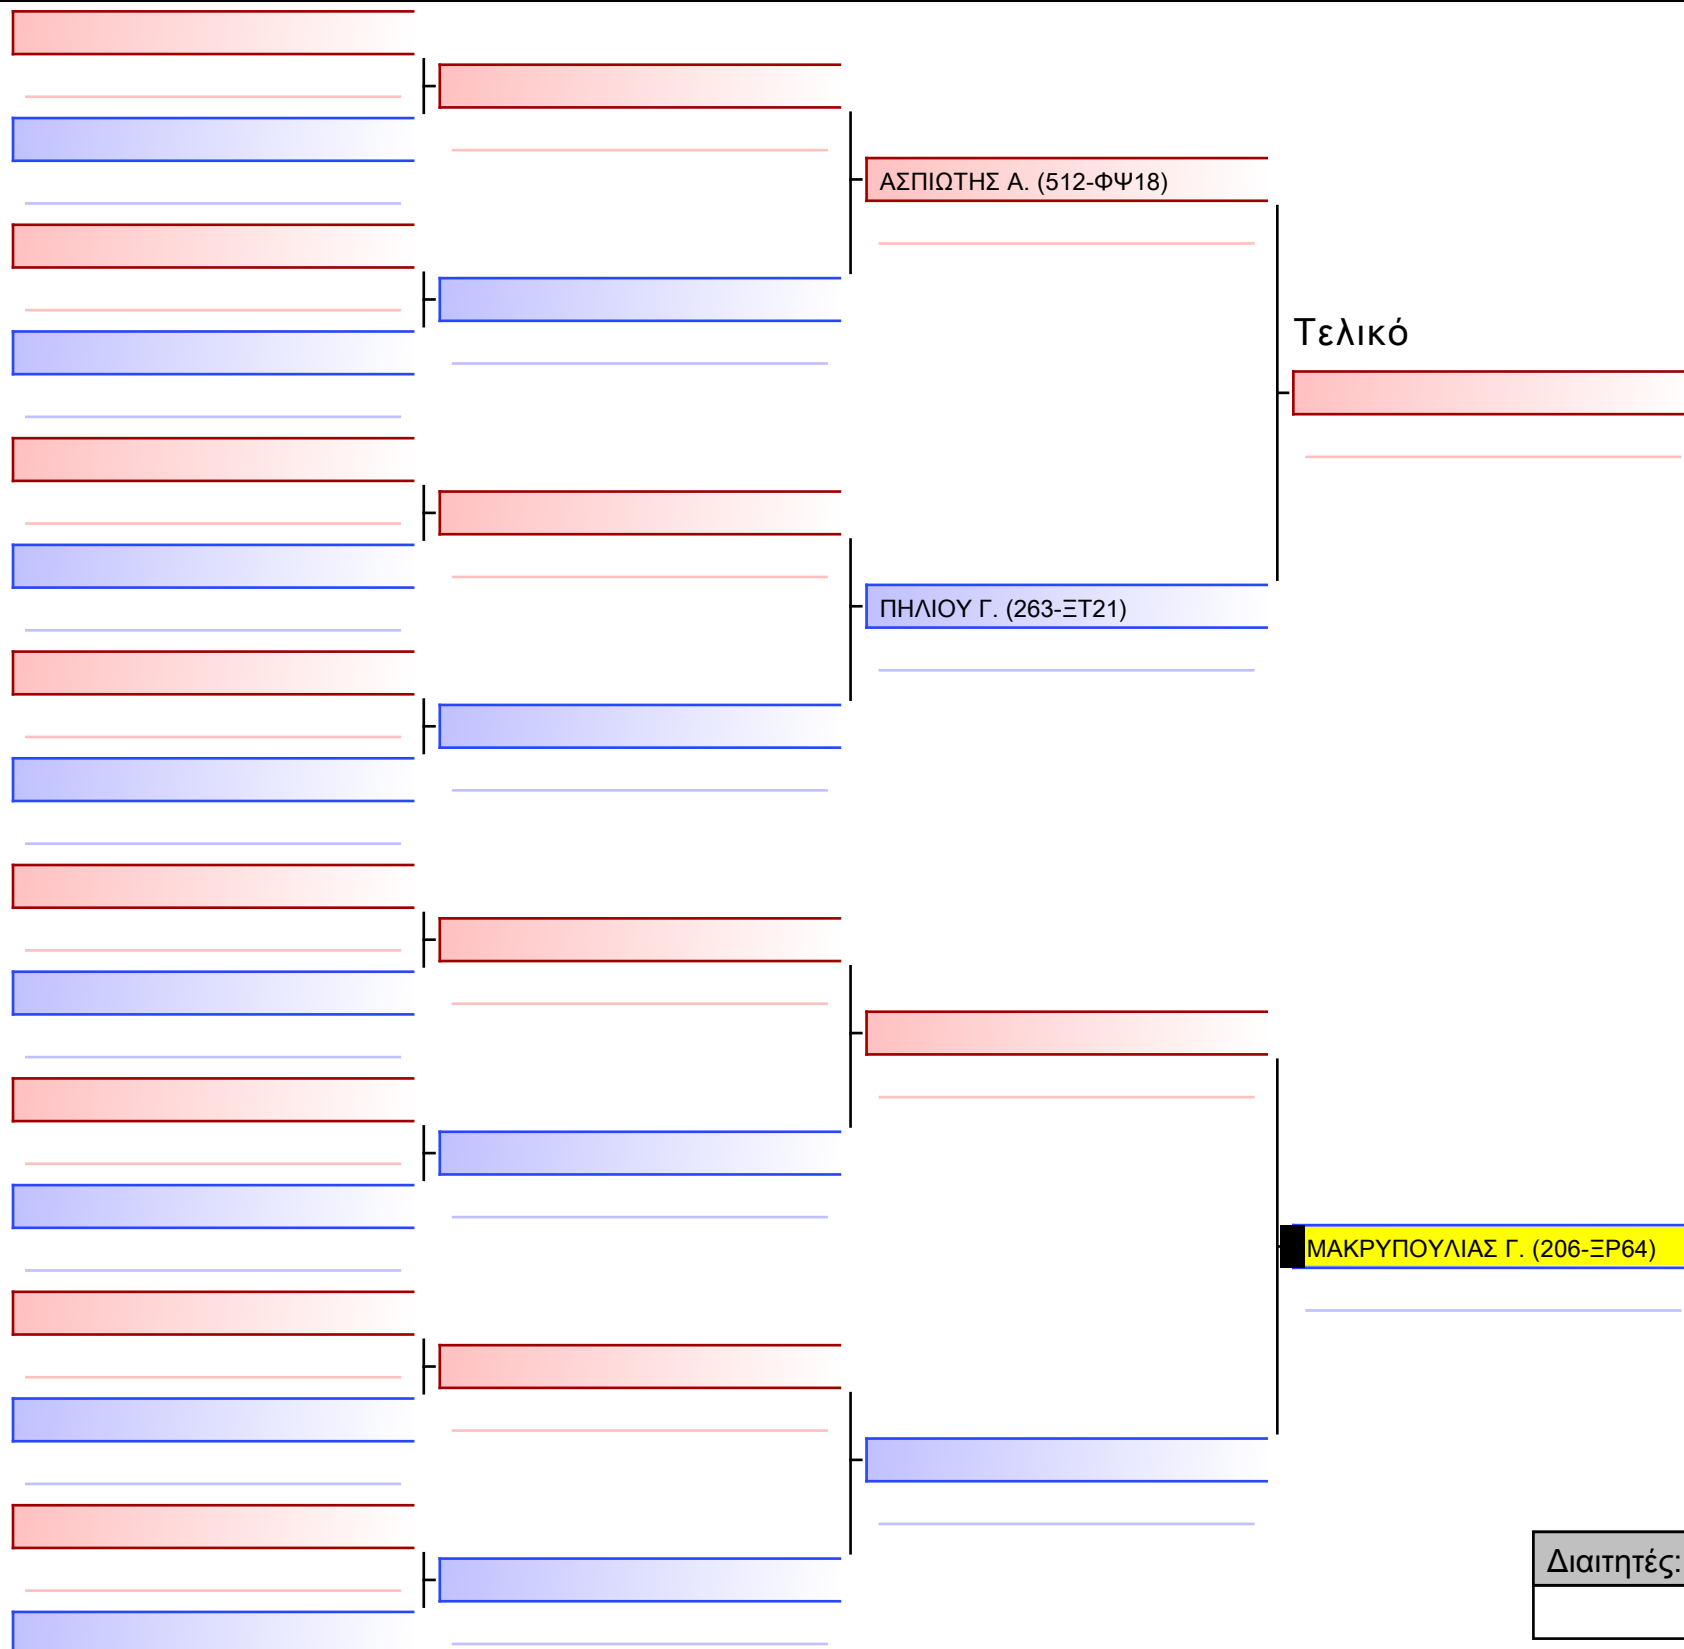 ΑΣΠΙΩΤΗΣ Α. (512-ΦΨ18)
Τελικό
ΠΗΛΙΟΥ Γ. (263-ΞΤ21)
ΜΑΚΡΥΠΟΥΛΙΑΣ Γ. (206-ΞΡ64)
Διαιτητές: